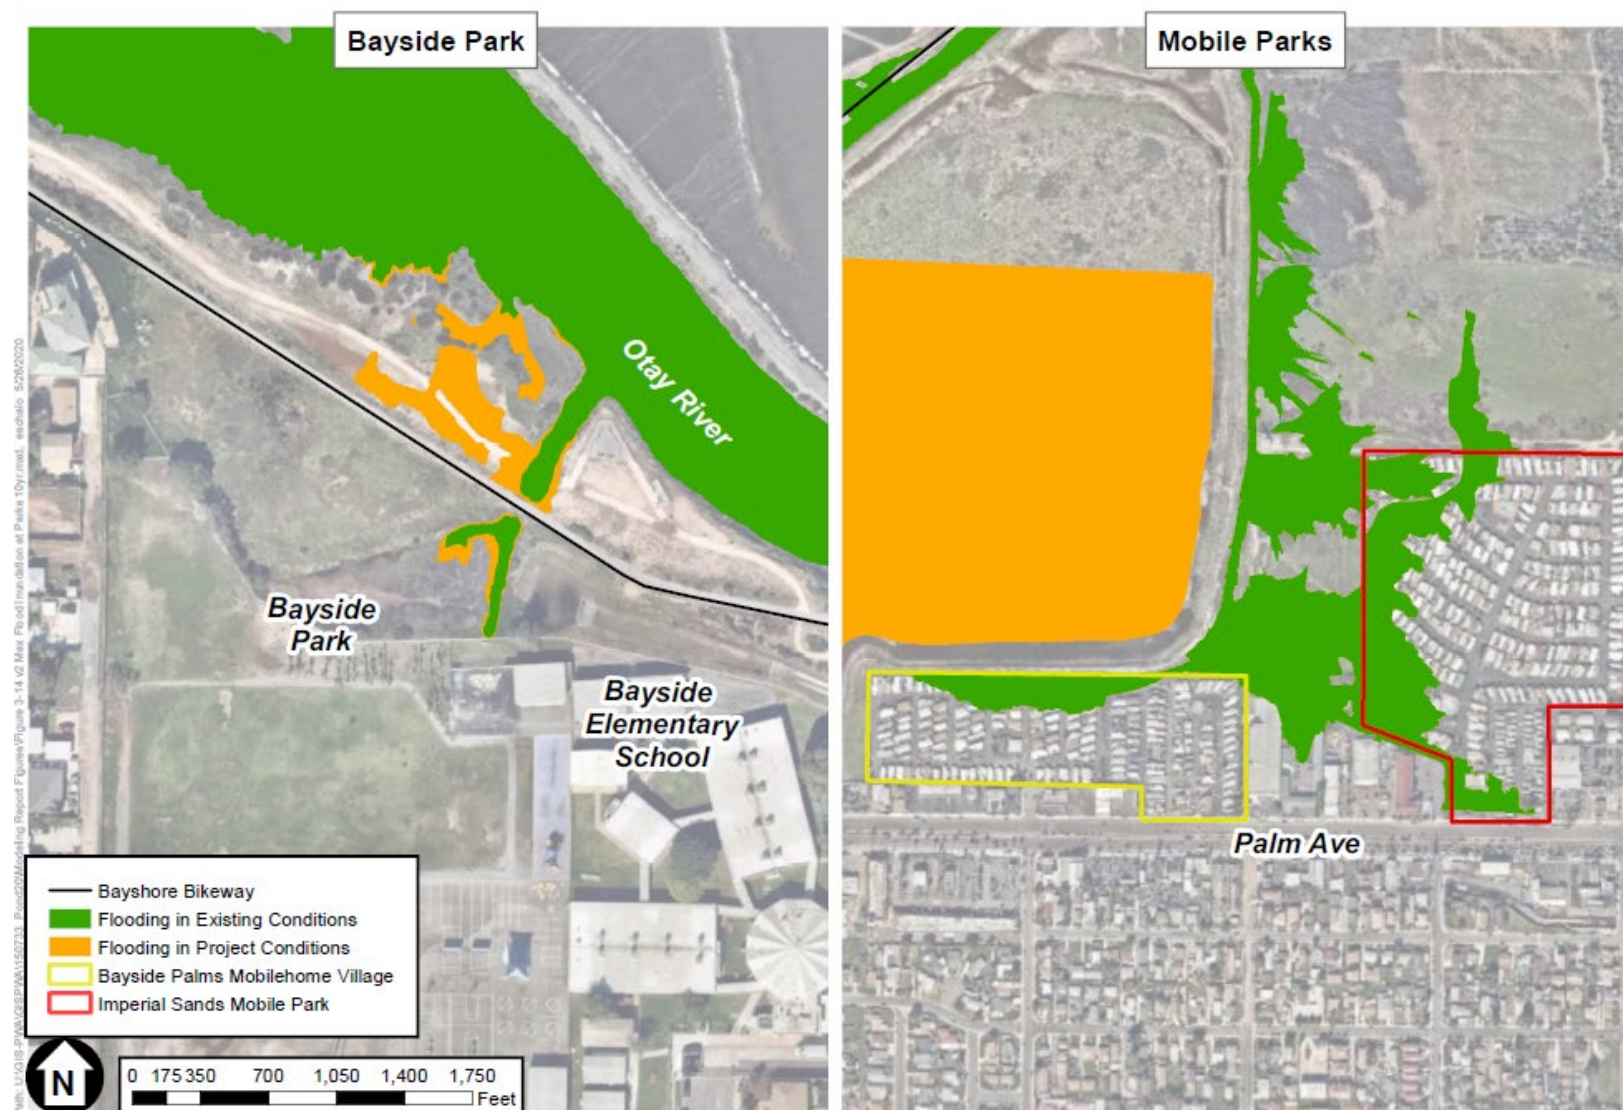 Bayside Park
Mobile Parks
Otay River
Bayside
Park
Bayside
Elementary
School
Palm Ave
Bayshore Bikeway
Flooding in Existing Conditions
Flooding in Project Conditions
Bayside Palms Mobilehome Village
Imperial Sands Mobile Park
N
0 175 350 700 1,050 1,400 1,750
Feet